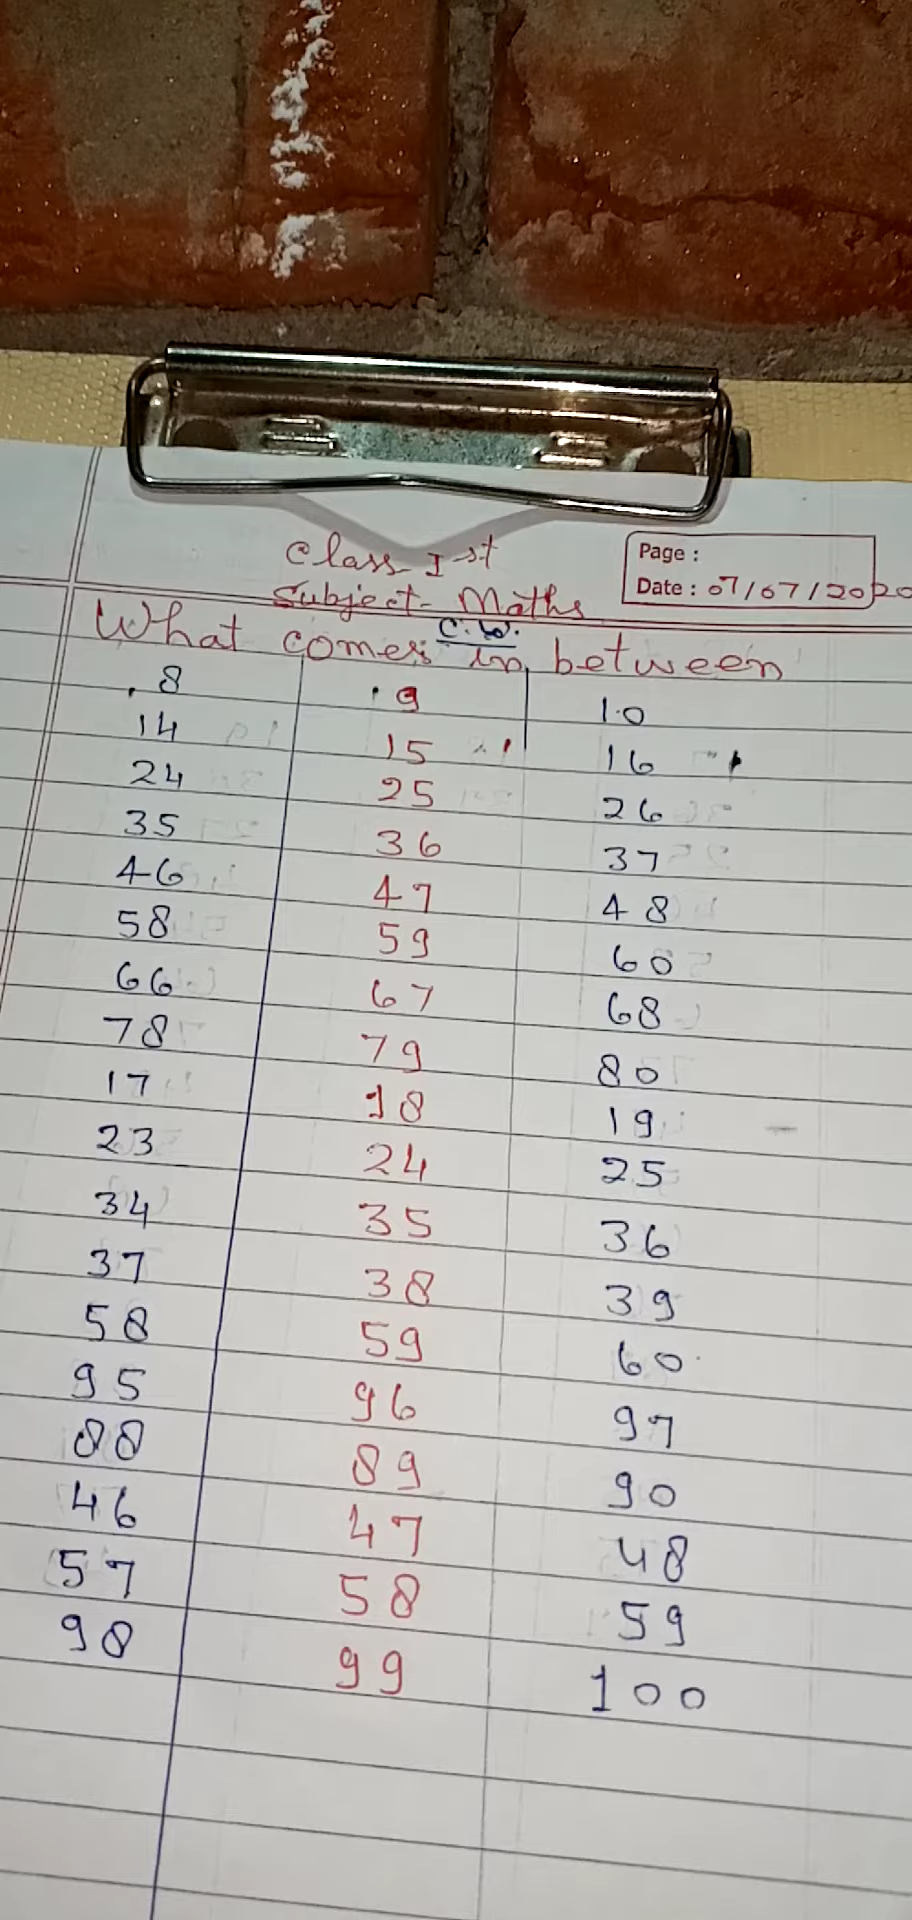 Class Ist
Page :
Subject- Maths
Date : 07/07/2020
C.W.
What comes in between
8 9 10
14 15 16
24 25 26
35 36 37
46 47 48
58 59 60
66 67 68
78 79 80
17 18 19
23 24 25
34 35 36
37 38 39
58 59 60
95 96 97
88 89 90
46 47 48
57 58 59
98 99 100